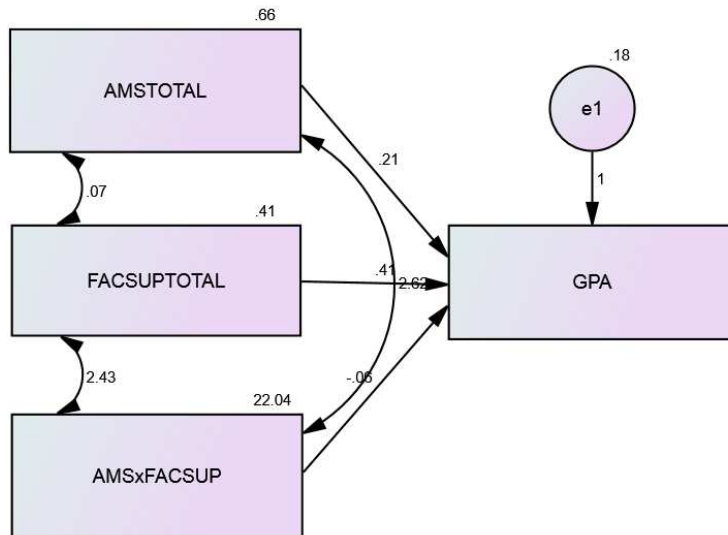 .66
AMSTOTAL
.18
e1
.21
1
.07
.41
FACSUPTOTAL
.41
2.62
GPA
2.43
-.06
22.04
AMSxFACSUP